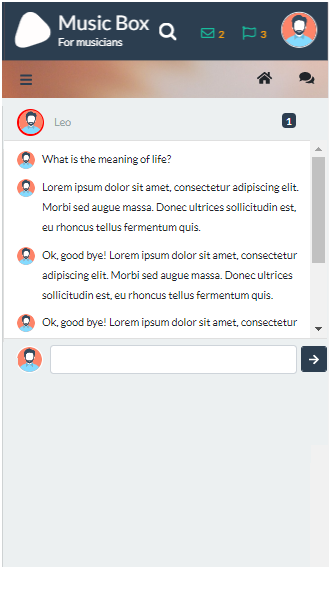 Music Box
For musicians
2
3
Leo
1
What is the meaning of life?
Lorem ipsum dolor sit amet, consectetur adipiscing elit.
Morbi sed augue massa. Donec ultrices sollicitudin est,
eu rhoncus tellus fermentum quis.
Ok, good bye! Lorem ipsum dolor sit amet, consectetur
adipiscing elit. Morbi sed augue massa. Donec ultrices
sollicitudin est, eu rhoncus tellus fermentum quis.
Ok, good bye! Lorem ipsum dolor sit amet, consectetur